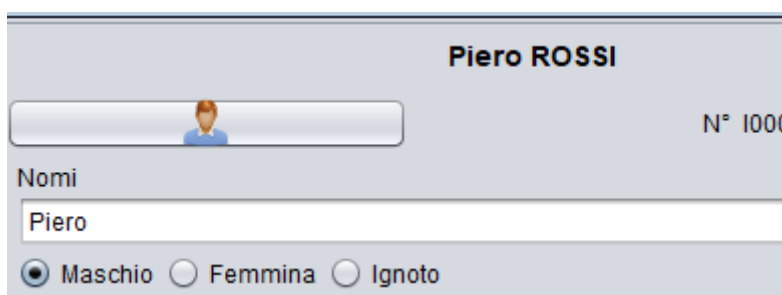 Piero ROSSI
N° I000
Nomi
Piero
Maschio Femmina Ignoto